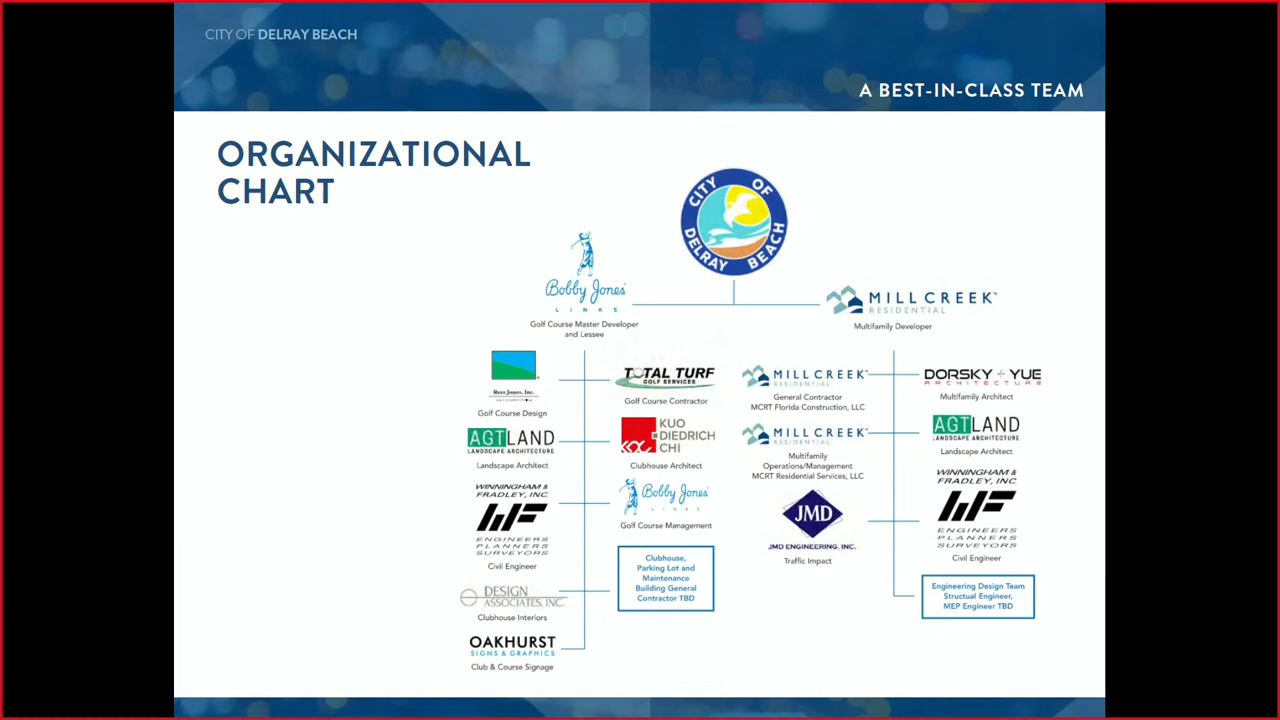 CITY OF DELRAY BEACH
A BEST-IN-CLASS TEAM
ORGANIZATIONAL
CHART
CITY OF
DELRAY BEACH
Bobby Jones
LINKS
Golf Course Master Developer
and Lessee
MILL CREEK™
RESIDENTIAL
Multifamily Developer
Rees Jones, Inc.
Golf Course Design
TOTAL TURF
GOLF SERVICES
Golf Course Contractor
AGTLAND
LANDSCAPE ARCHITECTURE
Landscape Architect
KDC
KUO
DIEDRICH
CHI
Clubhouse Architect
WINNINGHAM &
FRADLEY, INC.
WF
ENGINEERS
PLANNERS
SURVEYORS
Civil Engineer
Bobby Jones
LINKS
Golf Course Management
DESIGN
ASSOCIATES, INC.
Clubhouse Interiors
Clubhouse,
Parking Lot and
Maintenance
Building General
Contractor TBD
OAKHURST
SIGNS & GRAPHICS
Club & Course Signage
MILL CREEK™
RESIDENTIAL
General Contractor
MCRT Florida Construction, LLC
DORSKY + YUE
ARCHITECTURE
Multifamily Architect
MILL CREEK™
RESIDENTIAL
Multifamily
Operations/Management
MCRT Residential Services, LLC
AGTLAND
LANDSCAPE ARCHITECTURE
Landscape Architect
JMD
JMD ENGINEERING, INC.
Traffic Impact
WINNINGHAM &
FRADLEY, INC.
WF
ENGINEERS
PLANNERS
SURVEYORS
Civil Engineer
Engineering Design Team
Structual Engineer,
MEP Engineer TBD